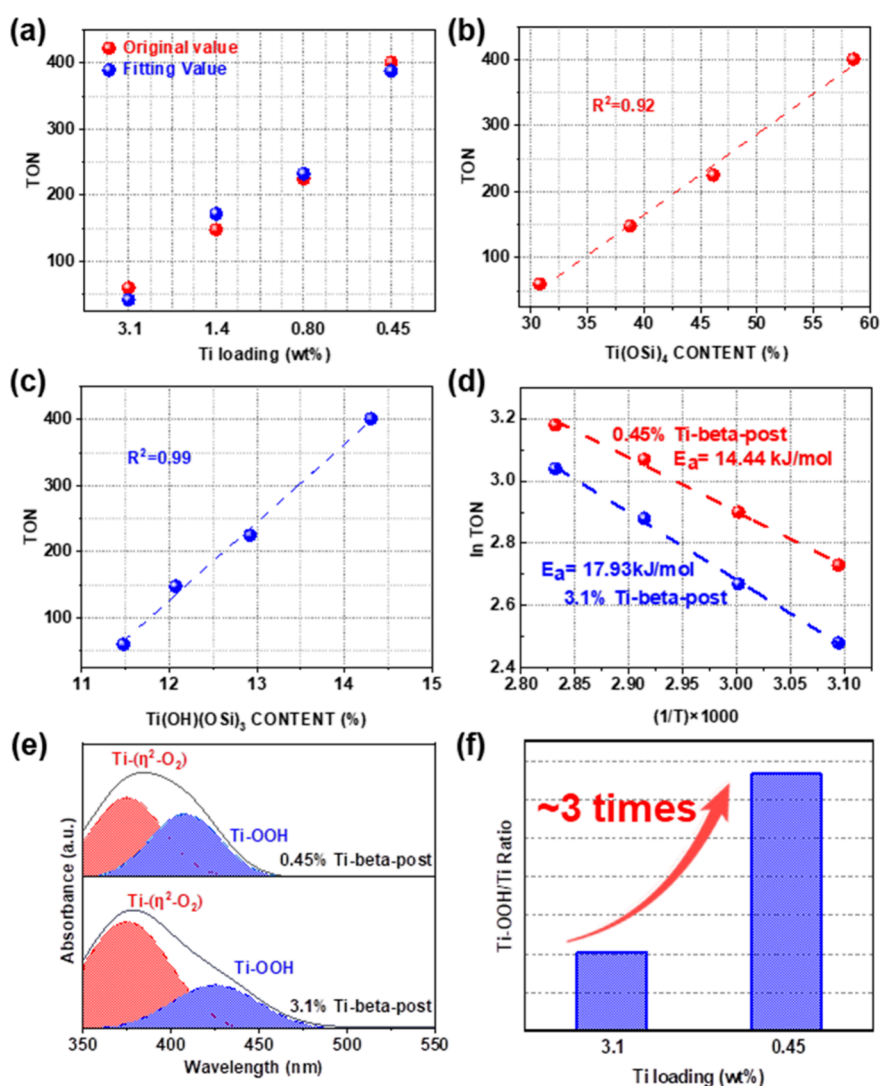 (a)
Original value
Fitting Value
TON
400
300
200
100
3.1
1.4
0.80
0.45
Ti loading (wt%)
(b)
R²=0.92
TON
400
300
200
100
30
35
40
45
50
55
60
Ti(OSi)₄ CONTENT (%)
(c)
R²=0.99
TON
400
300
200
100
11
12
13
14
15
Ti(OH)(OSi)₃ CONTENT (%)
(d)
0.45% Ti-beta-post
Eₐ= 14.44 kJ/mol
Eₐ= 17.93kJ/mol
3.1% Ti-beta-post
ln TON
3.2
3.0
2.8
2.6
2.4
2.80
2.85
2.90
2.95
3.00
3.05
3.10
(1/T)×1000
(e)
Ti-(η²-O₂)
Ti-OOH
0.45% Ti-beta-post
Ti-(η²-O₂)
Ti-OOH
3.1% Ti-beta-post
Absorbance (a.u.)
350
400
450
500
550
Wavelength (nm)
(f)
~3 times
Ti-OOH/Ti Ratio
3.1
0.45
Ti loading (wt%)